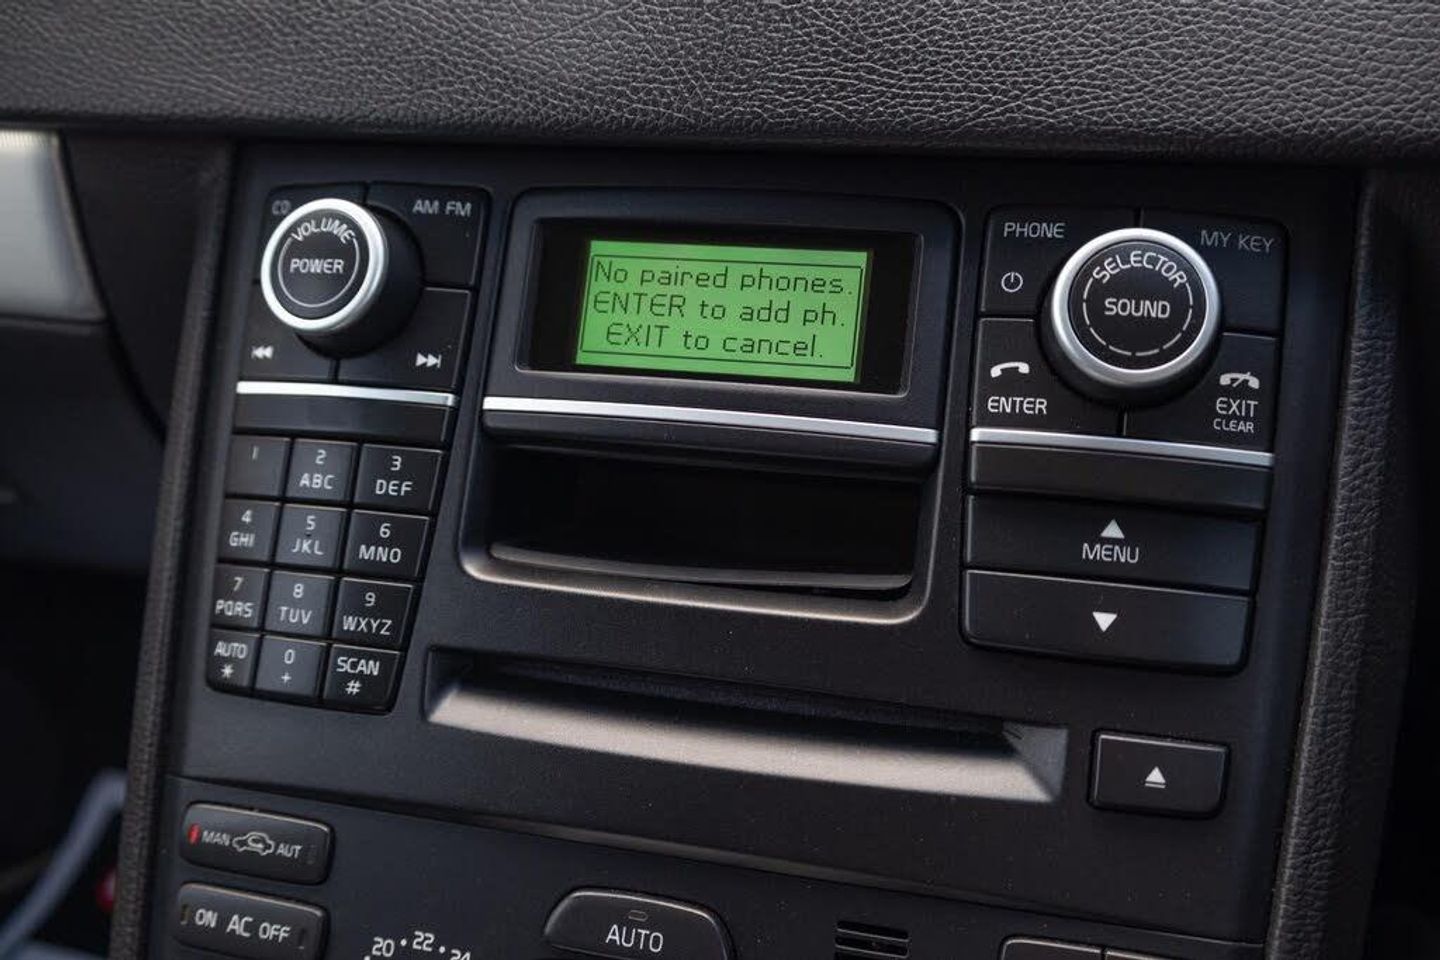 CD
VOLUME
POWER
AM FM
No paired phones.
ENTER to add ph.
EXIT to cancel.
PHONE
MY KEY
SELECTOR
SOUND
ENTER
EXIT
CLEAR
1
2
ABC
3
DEF
4
GHI
5
JKL
6
MNO
7
PQRS
8
TUV
9
WXYZ
AUTO
*
0
+
SCAN
#
MENU
MAN AUT
ON AC OFF
20 • 22 • 24
AUTO